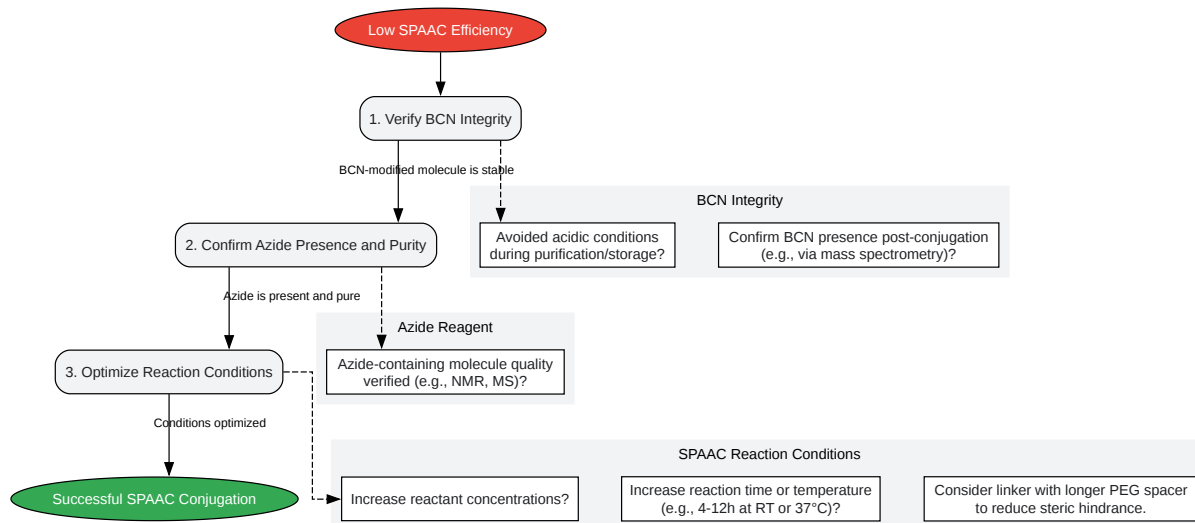 Low SPAAC Efficiency
1. Verify BCN Integrity
BCN-modified molecule is stable
BCN Integrity
2. Confirm Azide Presence and Purity
Avoided acidic conditions
during purification/storage?
Confirm BCN presence post-conjugation
(e.g., via mass spectrometry)?
Azide is present and pure
Azide Reagent
3. Optimize Reaction Conditions
Azide-containing molecule quality
verified (e.g., NMR, MS)?
Conditions optimized
SPAAC Reaction Conditions
Successful SPAAC Conjugation
Increase reactant concentrations?
Increase reaction time or temperature
(e.g., 4-12h at RT or 37°C)?
Consider linker with longer PEG spacer
to reduce steric hindrance.